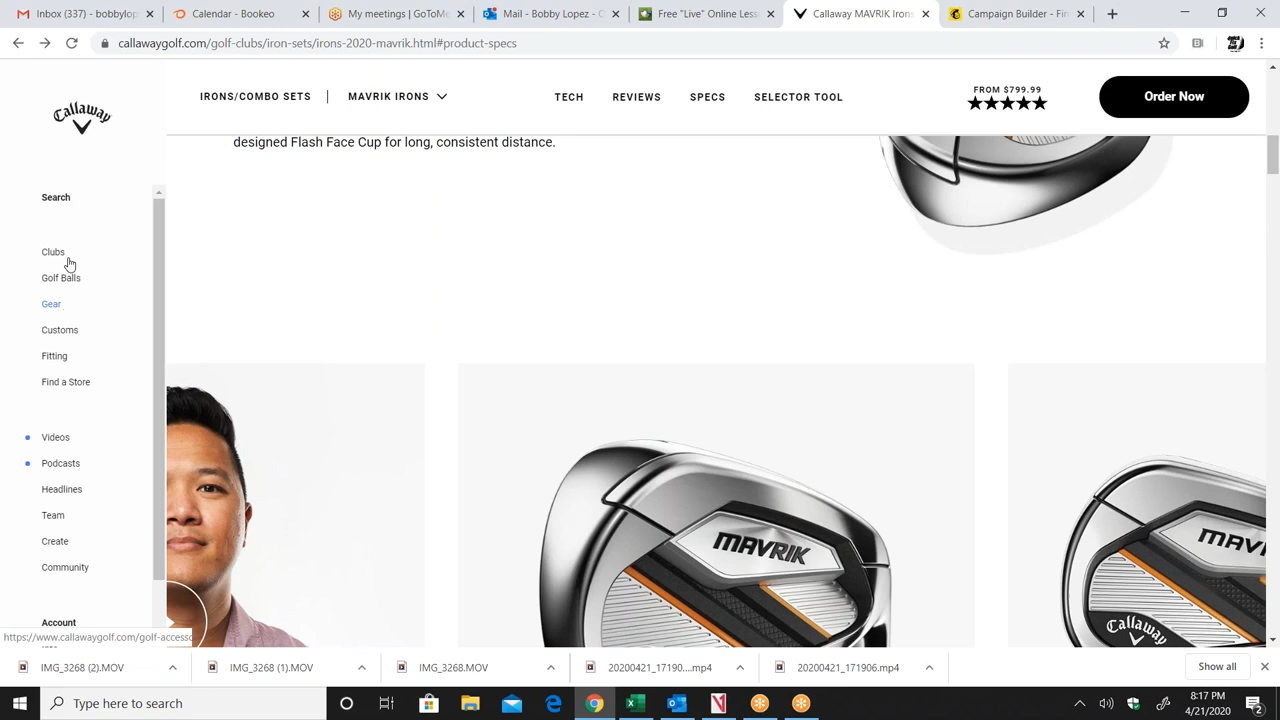 Inbox (337) - bobbylop
Calendar - Bookeo
My meetings | GoToMe
Mail - Bobby Lopez - O
Free "Live" Online Less
Callaway MAVRIK Irons
Campaign Builder - Fin
callawaygolf.com/golf-clubs/iron-sets/irons-2020-mavrik.html#product-specs
Callaway
IRONS/COMBO SETS
MAVRIK IRONS
TECH
REVIEWS
SPECS
SELECTOR TOOL
FROM $799.99
Order Now
designed Flash Face Cup for long, consistent distance.
Search
Clubs
Golf Balls
Gear
Customs
Fitting
Find a Store
Videos
Podcasts
Headlines
Team
Create
Community
Account
MAVRIK
MAVRI
Callaway
https://www.callawaygolf.com/golf-accesso
IMG_3268 (2).MOV
IMG_3268 (1).MOV
IMG_3268.MOV
20200421_17190....mp4
20200421_171906.mp4
Show all
Type here to search
8:17 PM
4/21/2020
2